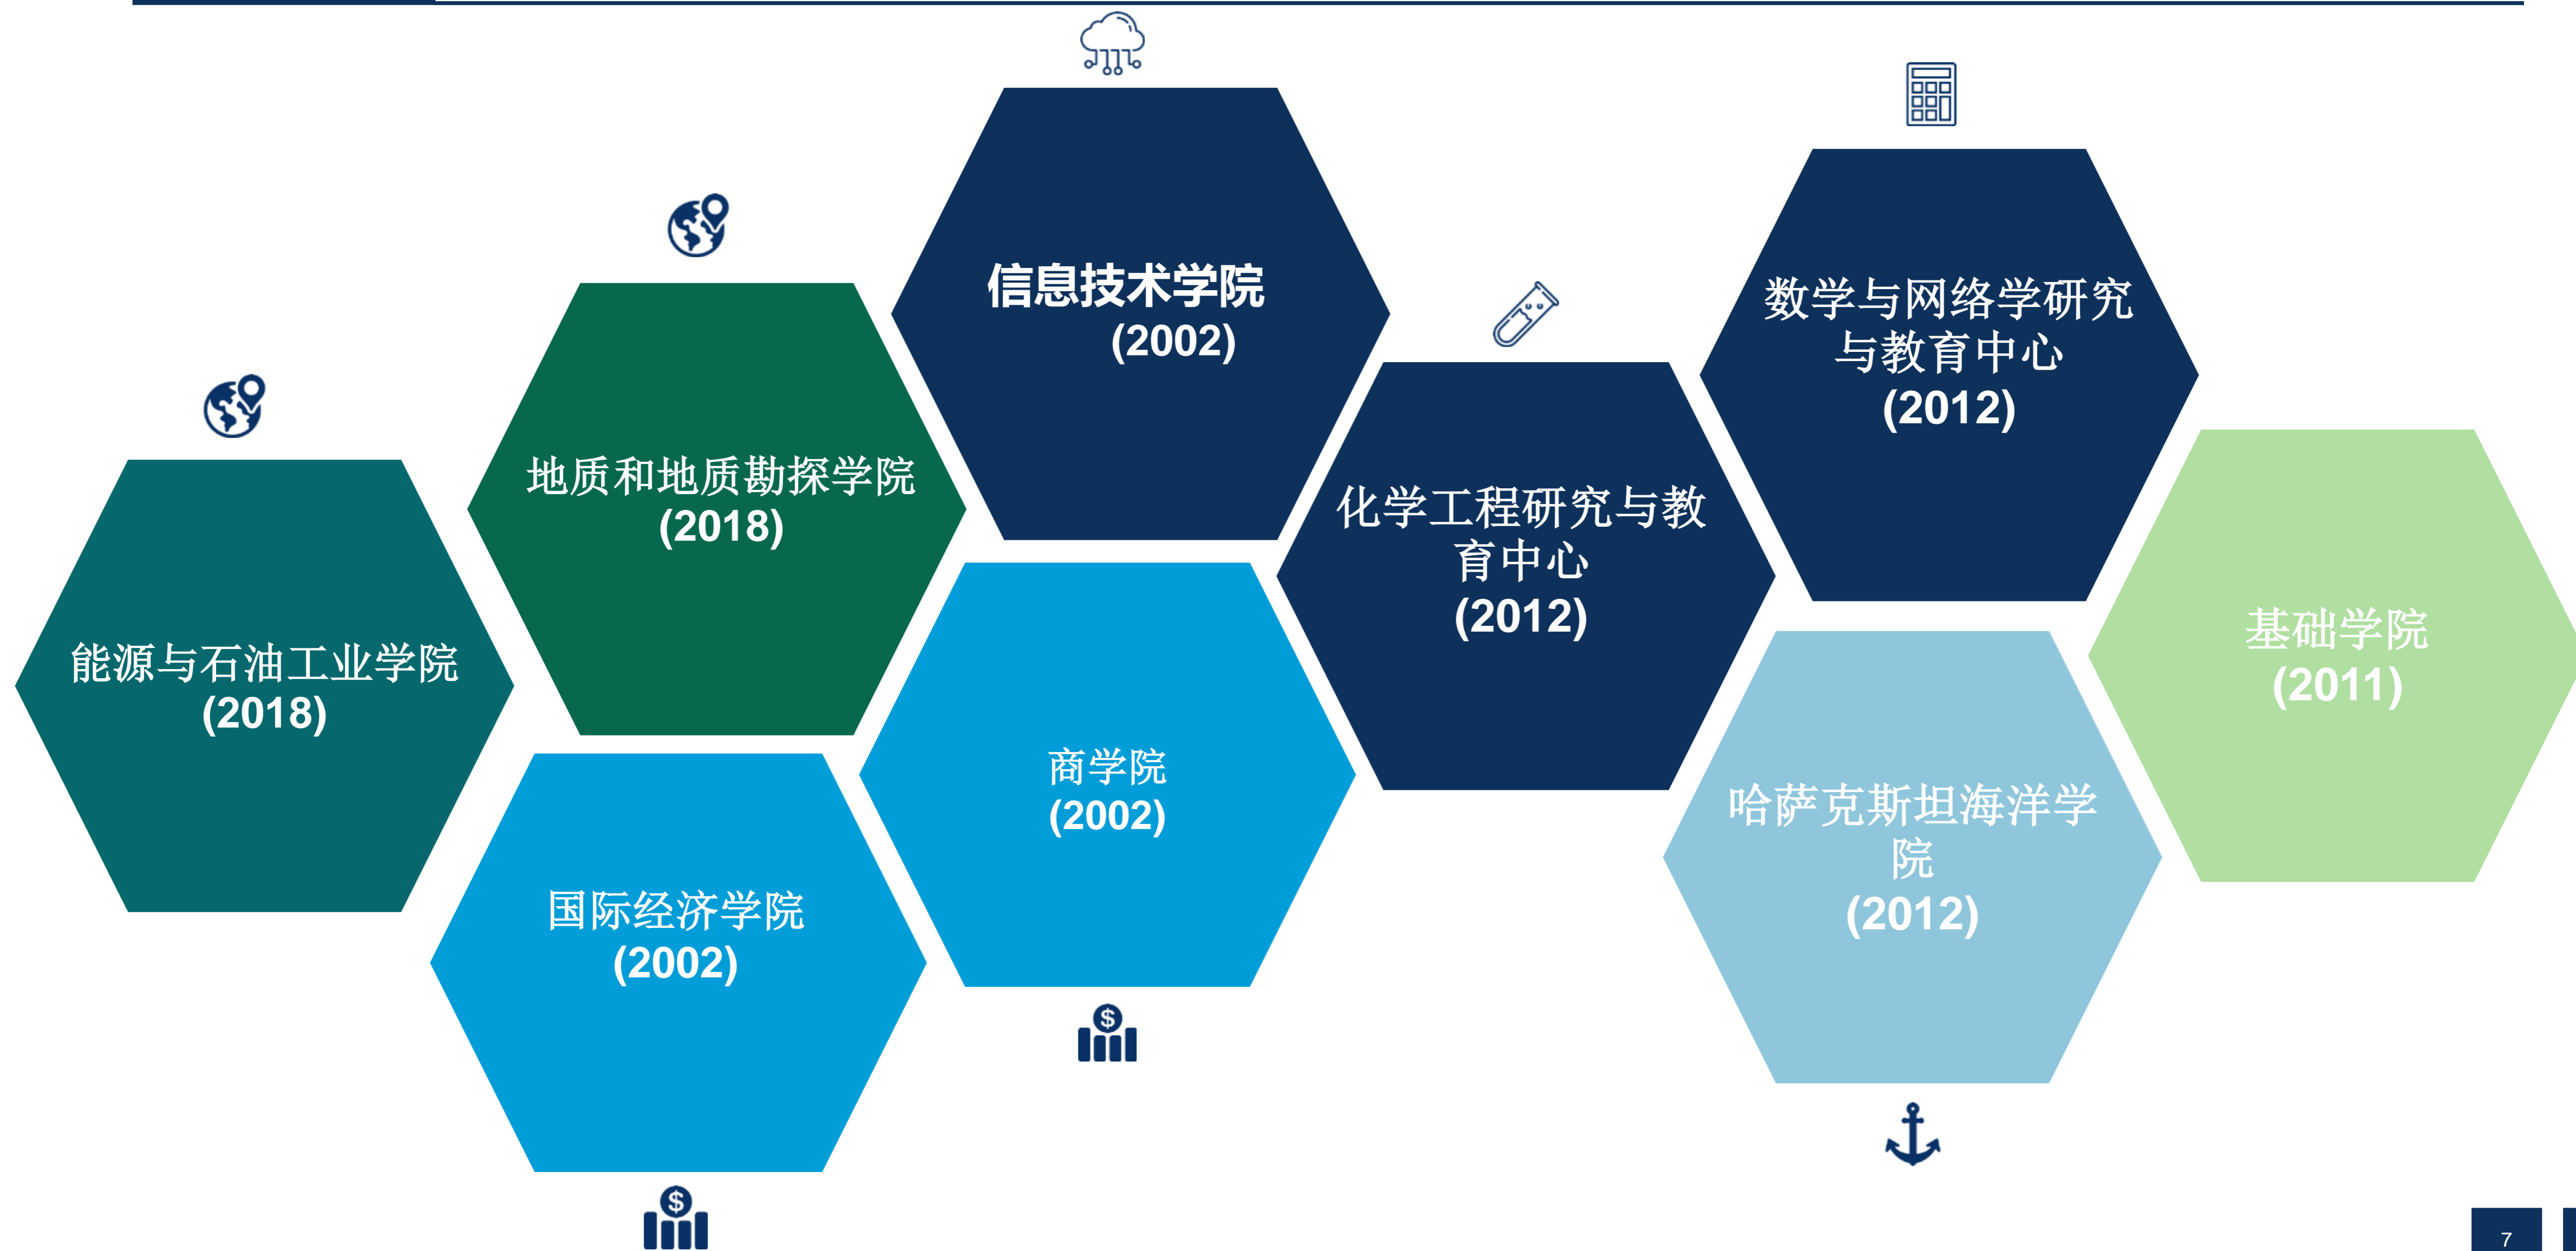 信息技术学院
(2002)
数学与网络学研究
与教育中心
(2012)
地质和地质勘探学院
(2018)
化学工程研究与教
育中心
(2012)
能源与石油工业学院
(2018)
基础学院
(2011)
商学院
(2002)
哈萨克斯坦海洋学
院
(2012)
国际经济学院
(2002)
$
$
7